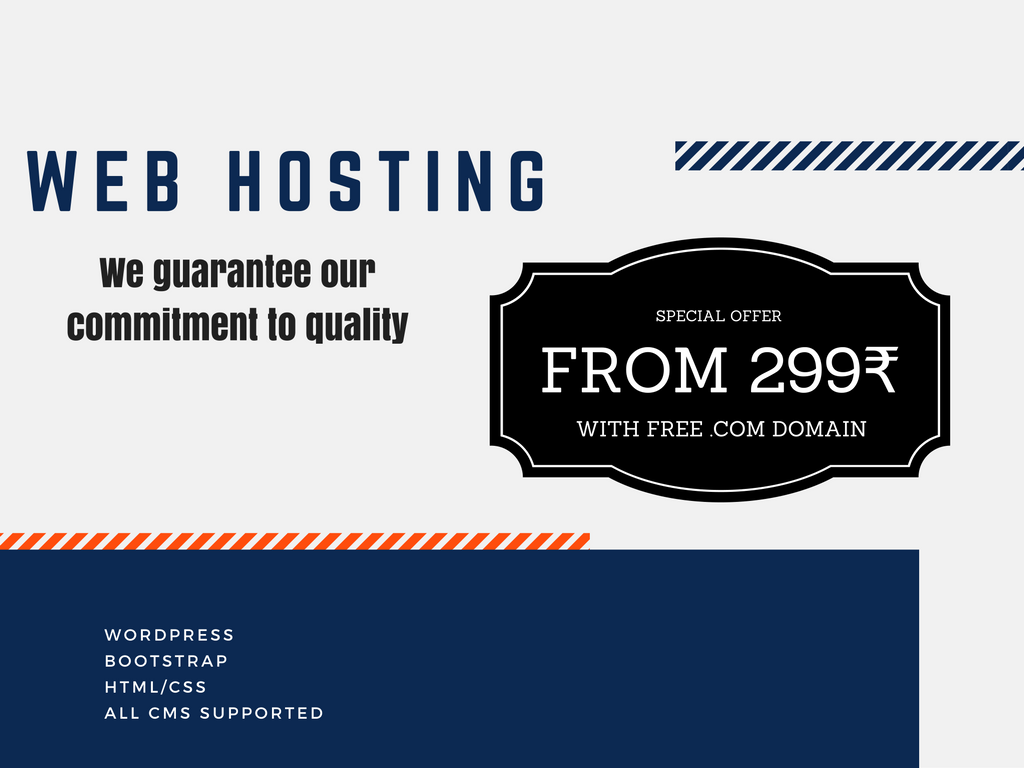 WEB HOSTING
We guarantee our
commitment to quality
SPECIAL OFFER
FROM 299₹
WITH FREE .COM DOMAIN
WORDPRESS
BOOTSTRAP
HTML/CSS
ALL CMS SUPPORTED